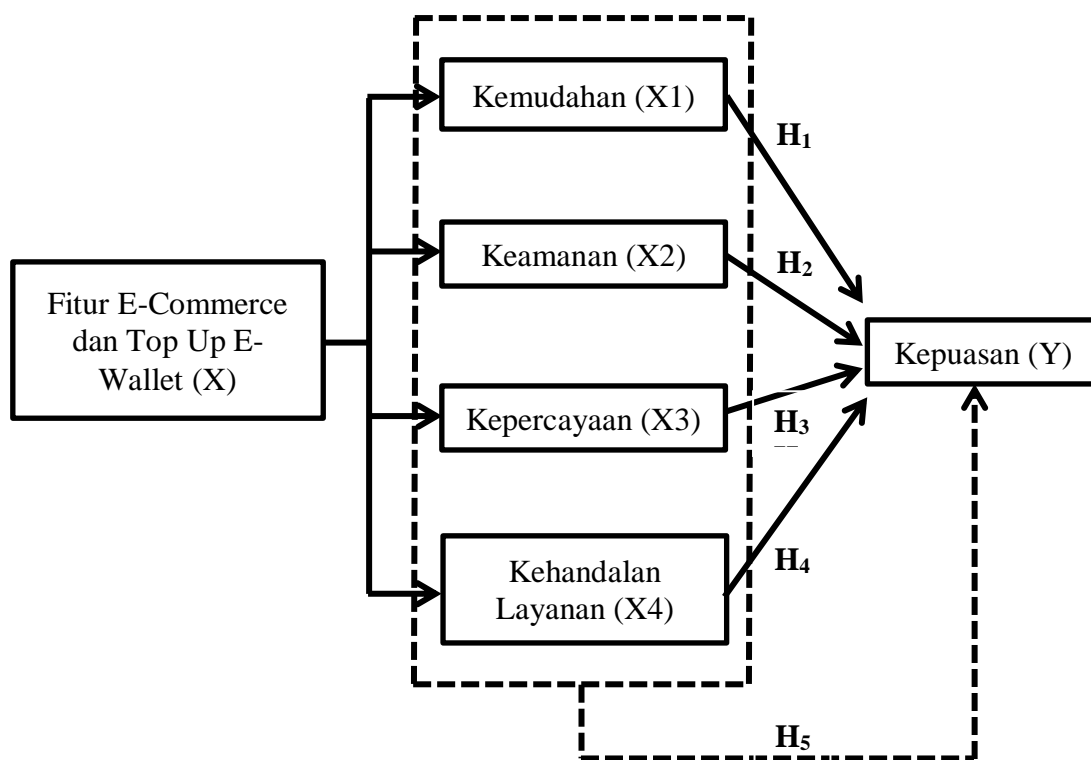 Kemudahan (X1)
H₁
Keamanan (X2)
H₂
Fitur E-Commerce
dan Top Up E-
Wallet (X)
Kepuasan (Y)
Kepercayaan (X3)
H₃
Kehandalan
Layanan (X4)
H₄
H₅